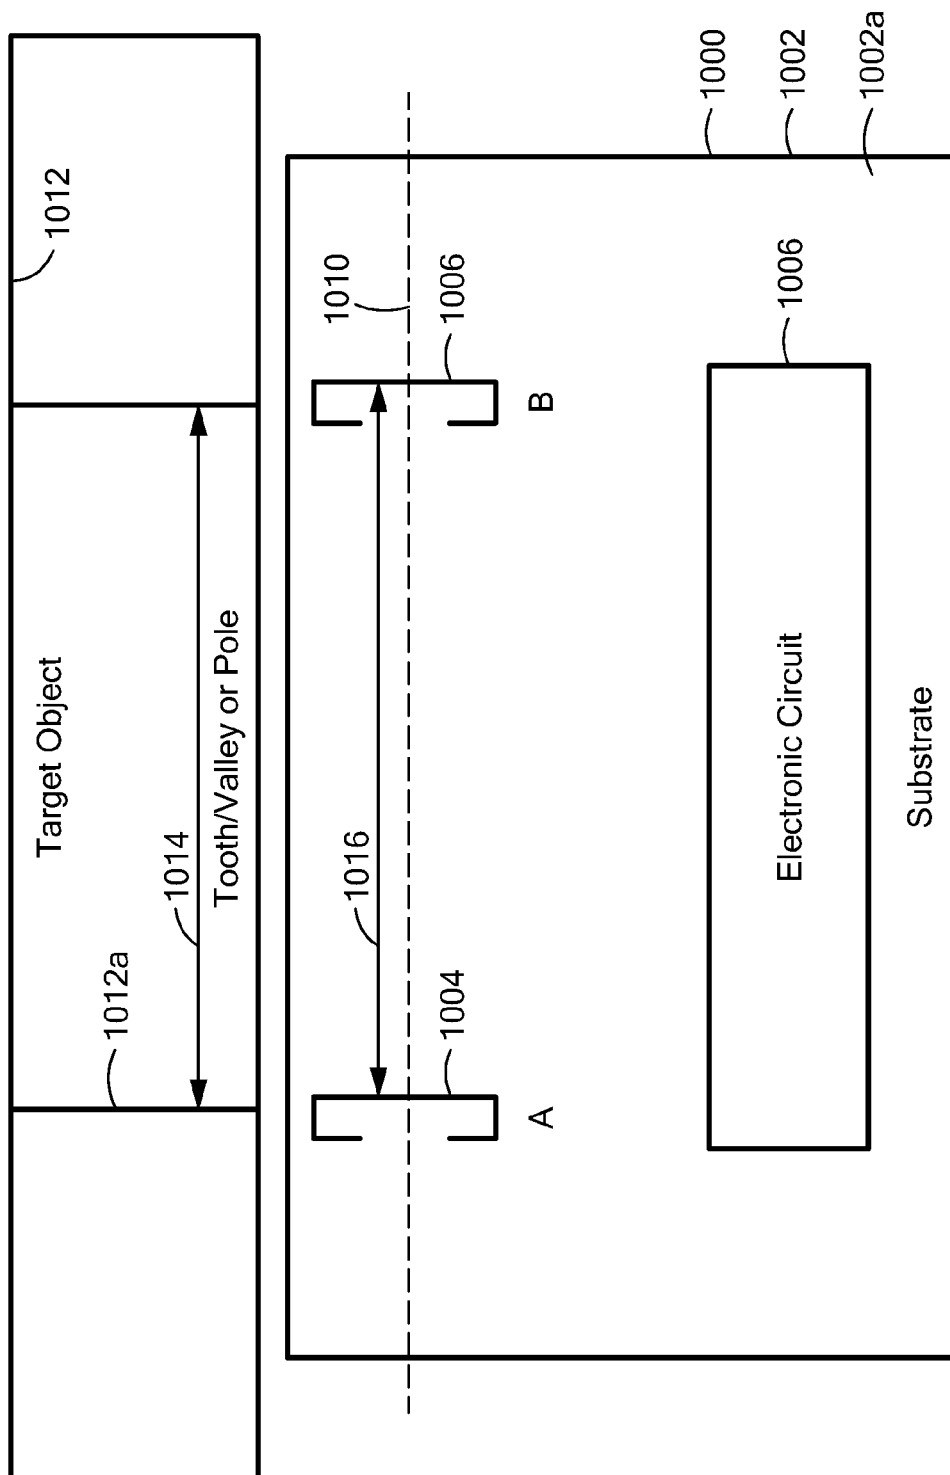 1012
Target Object
1012a
1014
Tooth/Valley or Pole
1010
1016
1004
1006
A
B
1000
1002
1002a
1006
Electronic Circuit
Substrate